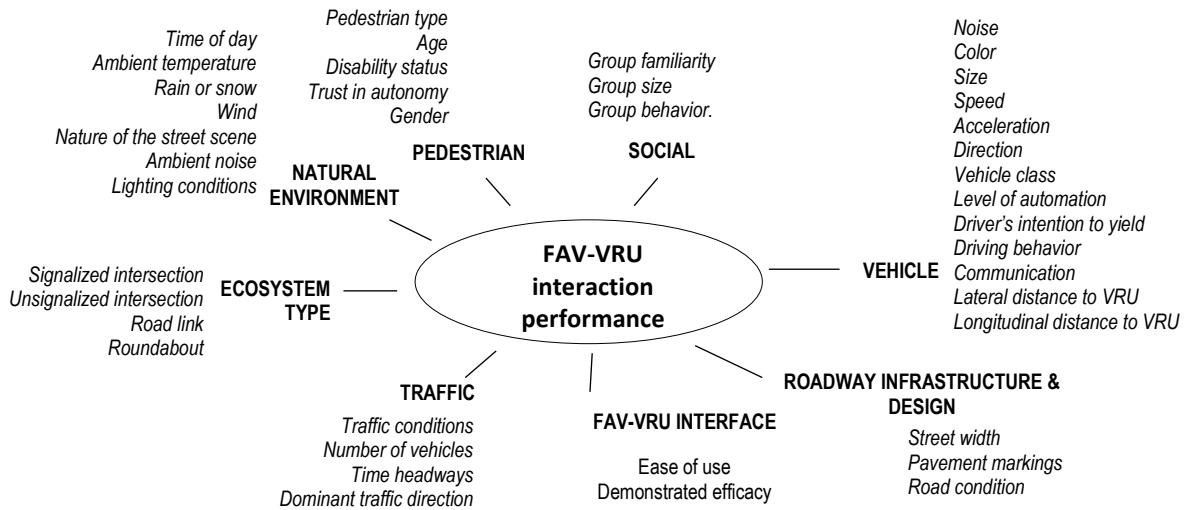 Pedestrian type
Age
Disability status
Trust in autonomy
Gender
PEDESTRIAN
Group familiarity
Group size
Group behavior.
SOCIAL
Time of day
Ambient temperature
Rain or snow
Wind
Nature of the street scene
Ambient noise
Lighting conditions
NATURAL
ENVIRONMENT
Noise
Color
Size
Speed
Acceleration
Direction
Vehicle class
Level of automation
Driver's intention to yield
Driving behavior
Communication
Lateral distance to VRU
Longitudinal distance to VRU
VEHICLE
FAV-VRU
interaction
performance
Signalized intersection
Unsignalized intersection
Road link
Roundabout
ECOSYSTEM
TYPE
TRAFFIC
Traffic conditions
Number of vehicles
Time headways
Dominant traffic direction
FAV-VRU INTERFACE
Ease of use
Demonstrated efficacy
ROADWAY INFRASTRUCTURE &
DESIGN
Street width
Pavement markings
Road condition